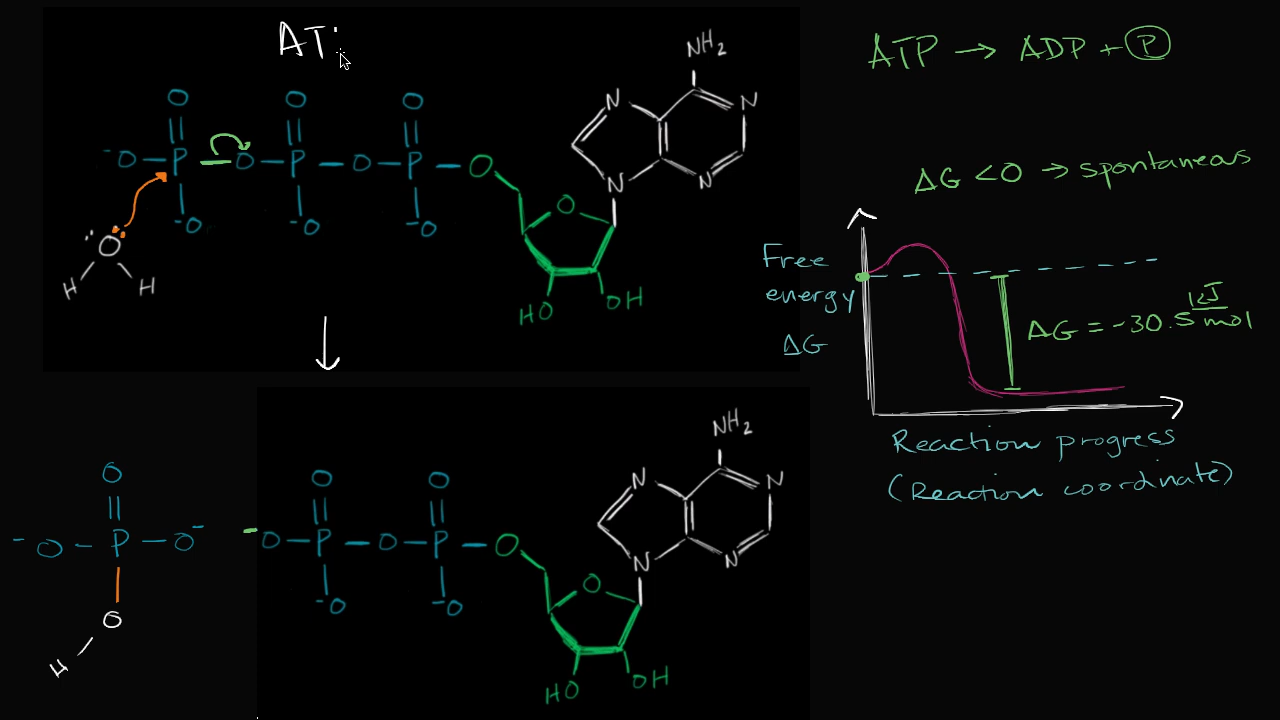 AT
ATP → ADP + P
ΔG < 0 → spontaneous
Free
energy
ΔG
ΔG = -30.5 kJ/mol
Reaction progress
(Reaction coordinate)
NH₂
N
N
N
N
O
O
O
⁻O
P
O
P
O
P
O
O
⁻O
⁻O
⁻O
O
H
H
HO
OH
NH₂
N
N
N
N
O
O
O
⁻O
P
O⁻
⁻O
P
O
P
O
O
⁻O
⁻O
O
H
HO
OH